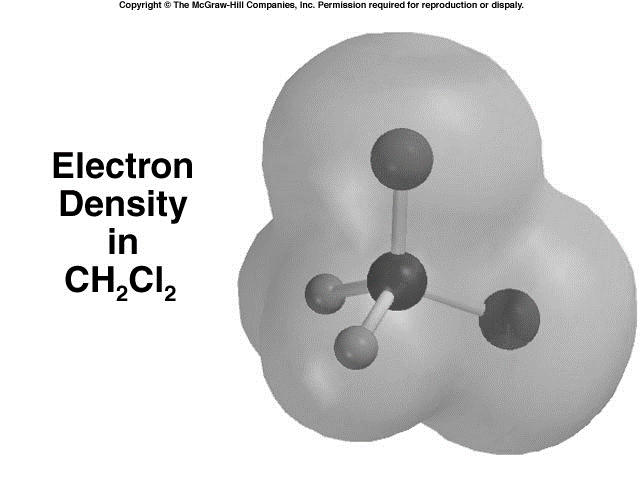 Copyright © The McGraw-Hill Companies, Inc. Permission required for reproduction or dispaly.
Electron
Density
in
CH₂Cl₂